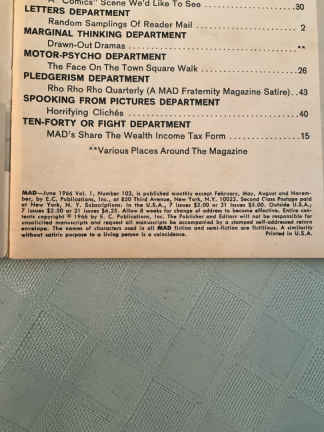 A "Comics" Scene We'd Like To See .30
LETTERS DEPARTMENT
Random Samplings Of Reader Mail 2
MARGINAL THINKING DEPARTMENT
Drawn-Out Dramas **
MOTOR-PSYCHO DEPARTMENT
The Face On The Town Square Walk 26
PLEDGERISM DEPARTMENT
Rho Rho Rho Quarterly (A MAD Fraternity Magazine Satire) . 43
SPOOKING FROM PICTURES DEPARTMENT
Horrifying Clichés 40
TEN-FORTY OR FIGHT DEPARTMENT
MAD's Share The Wealth Income Tax Form 15
**Various Places Around The Magazine
MAD—June 1966 Vol. 1, Number 103, is published monthly except February, May, August and Novem-
ber, by E.C. Publications, Inc., at 850 Third Avenue, New York, N.Y. 10022. Second Class Postage paid
at New York, N. Y. Subscriptions: In the U.S.A., 7 issues $2.00 or 21 issues $5.00. Outside U.S.A.;
7 issues $2.50 or 21 issues $6.25. Allow 6 weeks for change of address to become effective. Entire con-
tents copyright © 1966 by E. C. Publications, Inc. The Publisher and Editors will not be responsible for
unsolicited manuscripts and request all manuscripts be accompanied by a stamped self-addressed return
envelope. The names of characters used in all MAD fiction and semi-fiction are fictitious. A similarity
without satiric purpose to a living person is a coincidence. Printed in U.S.A.